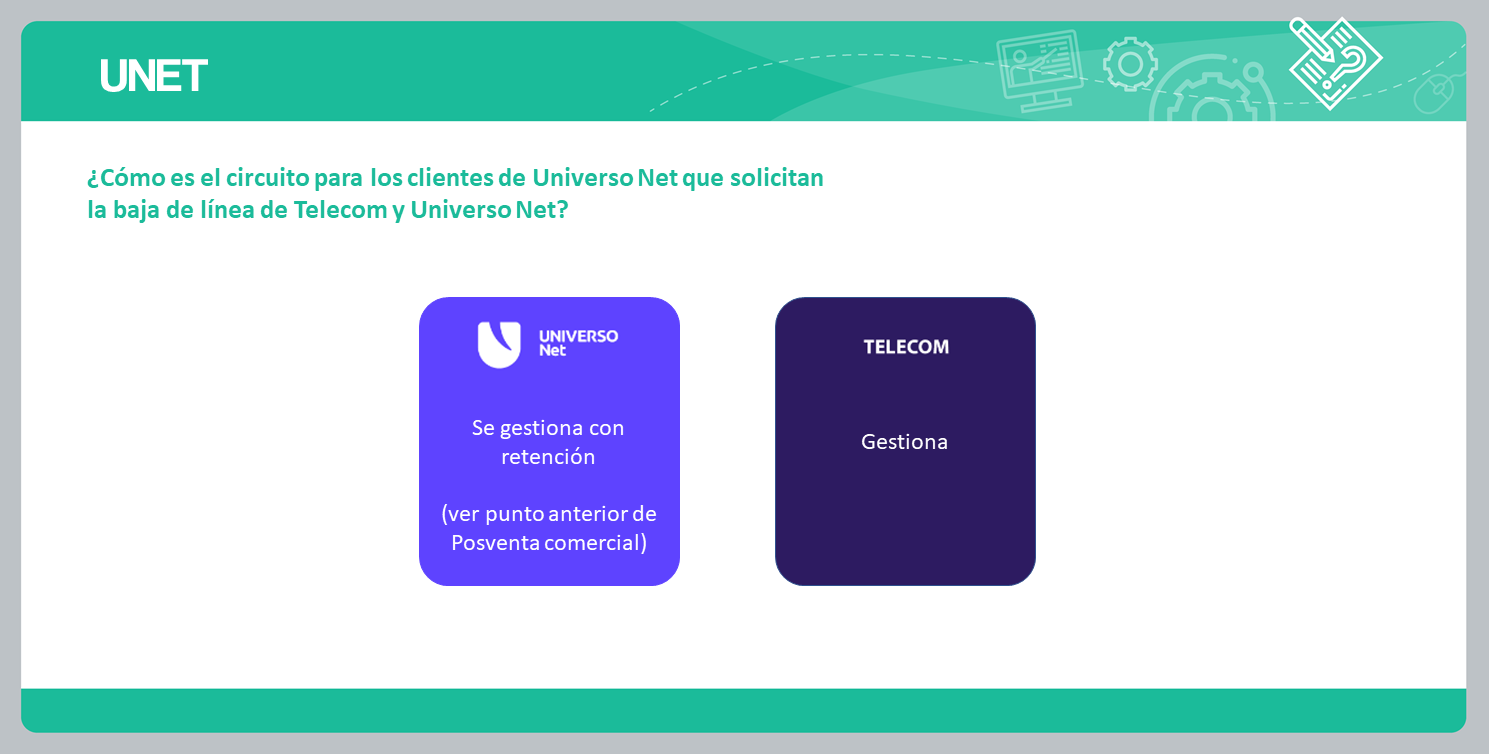 UNET
¿Cómo es el circuito para los clientes de Universo Net que solicitan
la baja de línea de Telecom y Universo Net?
UNIVERSO
Net
Se gestiona con
retención
(ver punto anterior de
Posventa comercial)
TELECOM
Gestiona